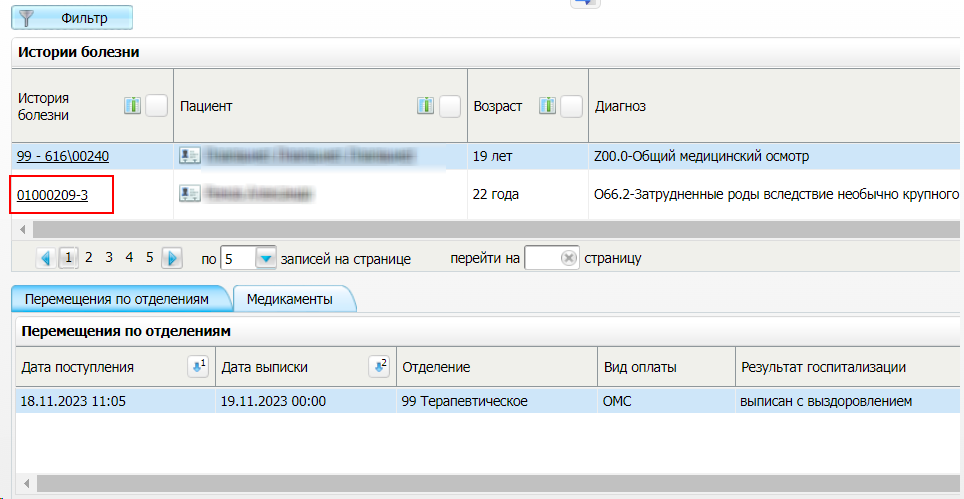 Фильтр
Истории болезни
История болезни Пациент Возраст Диагноз
99 - 616\00240 19 лет Z00.0-Общий медицинский осмотр
01000209-3 22 года O66.2-Затрудненные роды вследствие необычно крупного
1 2 3 4 5 по 5 записей на странице перейти на страницу
Перемещения по отделениям Медикаменты
Перемещения по отделениям
Дата поступления 1 Дата выписки 2 Отделение Вид оплаты Результат госпитализации
18.11.2023 11:05 19.11.2023 00:00 99 Терапевтическое ОМС выписан с выздоровлением